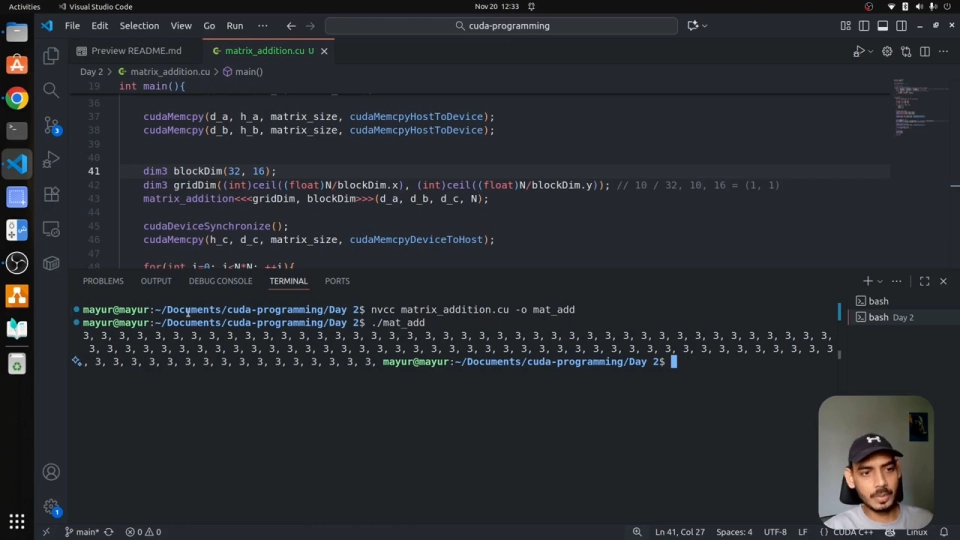 Activities
Visual Studio Code
Nov 20 12:33
File Edit Selection View Go Run ···
cuda-programming
Preview README.md
matrix_addition.cu U
Day 2 > matrix_addition.cu > main()
19 int main(){
36
37 cudaMemcpy(d_a, h_a, matrix_size, cudaMemcpyHostToDevice);
38 cudaMemcpy(d_b, h_b, matrix_size, cudaMemcpyHostToDevice);
39
40
41 dim3 blockDim(32, 16);
42 dim3 gridDim((int)ceil((float)N/blockDim.x), (int)ceil((float)N/blockDim.y)); // 10 / 32, 10, 16 = (1, 1)
43 matrix_addition<<<gridDim, blockDim>>>(d_a, d_b, d_c, N);
44
45 cudaDeviceSynchronize();
46 cudaMemcpy(h_c, d_c, matrix_size, cudaMemcpyDeviceToHost);
47
48 for(int i=0; i<N*N; ++i){
PROBLEMS OUTPUT DEBUG CONSOLE TERMINAL PORTS
mayur@mayur:~/Documents/cuda-programming/Day 2$ nvcc matrix_addition.cu -o mat_add
mayur@mayur:~/Documents/cuda-programming/Day 2$ ./mat_add
3, 3, 3, 3, 3, 3, 3, 3, 3, 3, 3, 3, 3, 3, 3, 3, 3, 3, 3, 3, 3, 3, 3, 3, 3, 3, 3, 3, 3, 3, 3, 3, 3, 3, 3, 3, 3, 3, 3, 3, 3,
3, 3, 3, 3, 3, 3, 3, 3, 3, 3, 3, 3, 3, 3, 3, 3, 3, 3, 3, 3, 3, 3, 3, 3, 3, 3, 3, 3, 3, 3, 3, 3, 3, 3, 3, 3, 3, 3, 3, 3, 3
, 3, 3, 3, 3, 3, 3, 3, 3, 3, 3, 3, 3, 3, 3, 3, 3, mayur@mayur:~/Documents/cuda-programming/Day 2$
bash
bash Day 2
3
1
main*
0 0
Ln 41, Col 27 Spaces: 4 UTF-8 LF {} CUDA C++ Linux